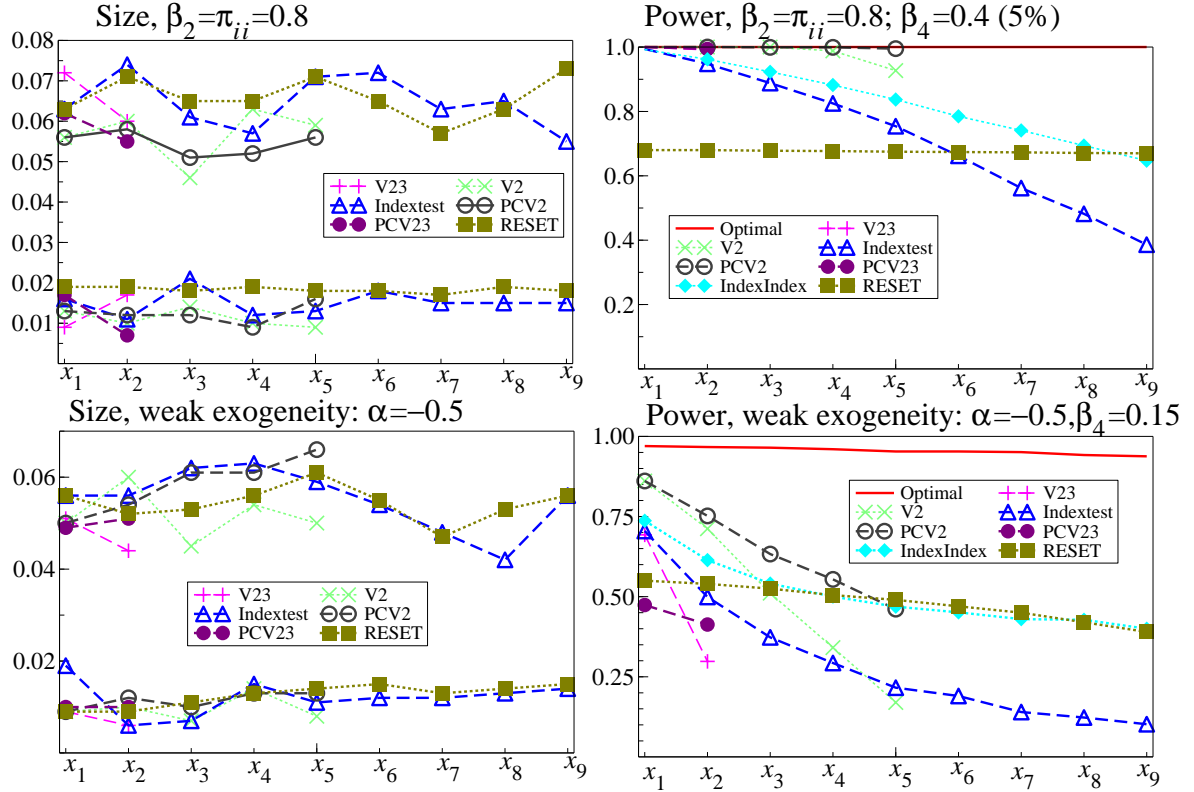 Size, β₂=πᵢᵢ=0.8
0.08
0.07
0.06
0.05
0.04
0.03
0.02
0.01
V23 V2
Indextest PCV2
PCV23 RESET
x₁ x₂ x₃ x₄ x₅ x₆ x₇ x₈ x₉
Power, β₂=πᵢᵢ=0.8; β₄=0.4 (5%)
1.0
0.8
0.6
0.4
0.2
Optimal V23
V2 Indextest
PCV2 PCV23
IndexIndex RESET
x₁ x₂ x₃ x₄ x₅ x₆ x₇ x₈ x₉
Size, weak exogeneity: α=−0.5
0.06
0.04
0.02
V23 V2
Indextest PCV2
PCV23 RESET
x₁ x₂ x₃ x₄ x₅ x₆ x₇ x₈ x₉
Power, weak exogeneity: α=−0.5,β₄=0.15
1.00
0.75
0.50
0.25
Optimal V23
V2 Indextest
PCV2 PCV23
IndexIndex RESET
x₁ x₂ x₃ x₄ x₅ x₆ x₇ x₈ x₉